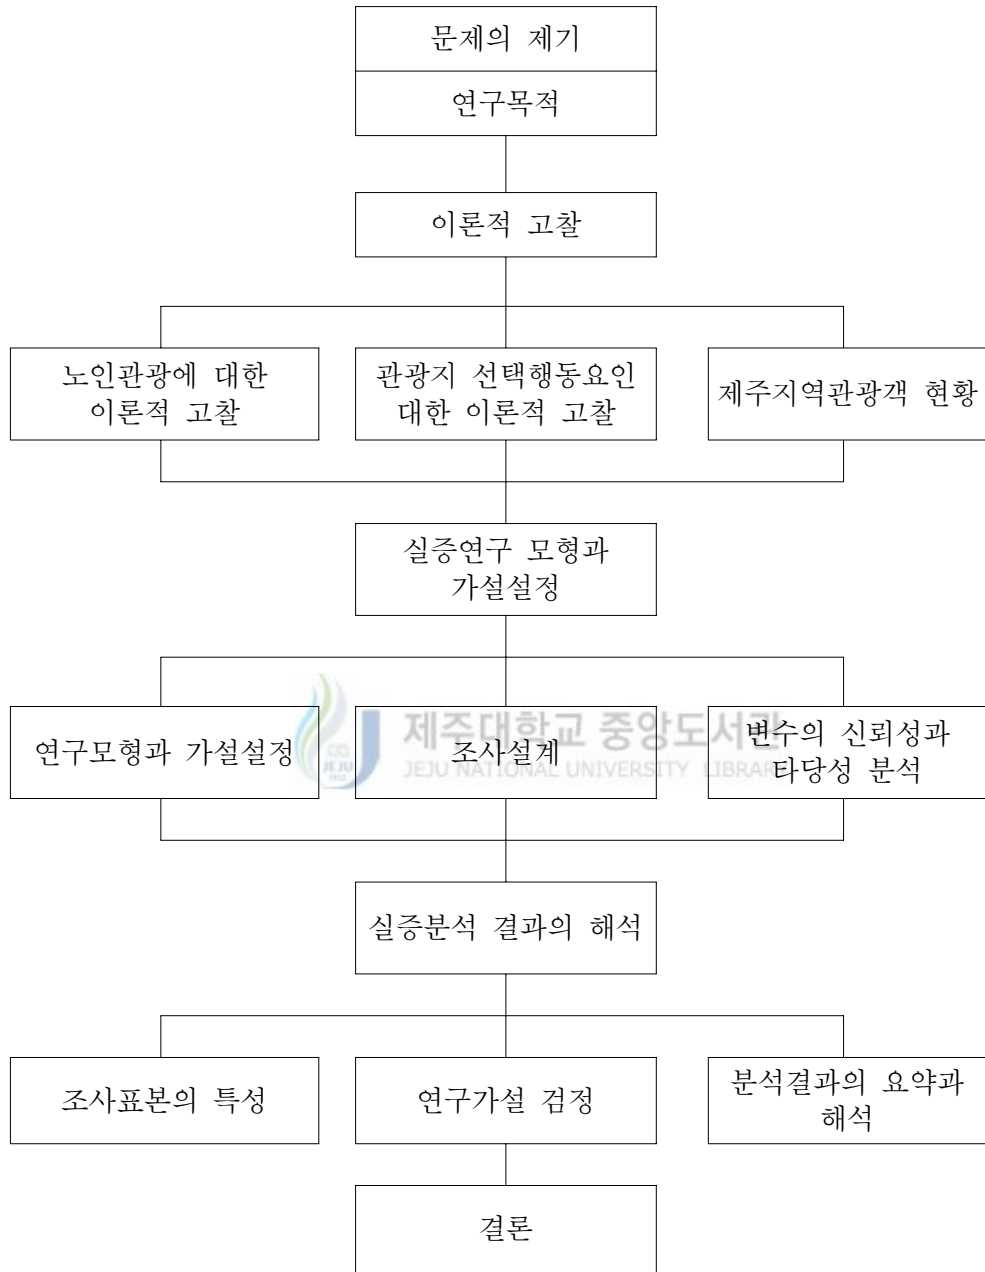 문제의 제기
연구목적
이론적 고찰
노인관광에 대한
이론적 고찰
관광지 선택행동요인
대한 이론적 고찰
제주지역관광객 현황
실증연구 모형과
가설설정
연구모형과 가설설정
조사설계
변수의 신뢰성과
타당성 분석
제주대학교 중앙도서관
JEJU NATIONAL UNIVERSITY LIBRARY
JEJU
1952
실증분석 결과의 해석
조사표본의 특성
연구가설 검정
분석결과의 요약과
해석
결론